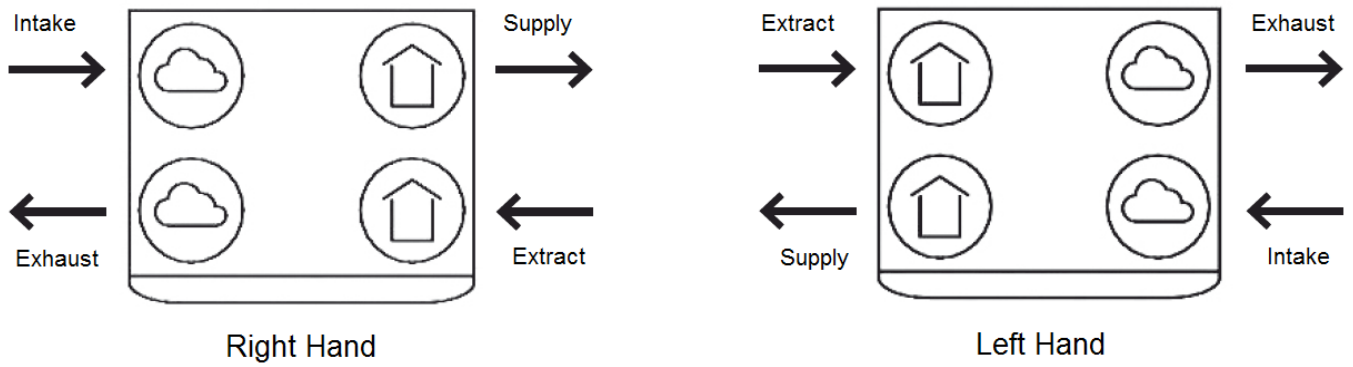 Intake
Supply
Exhaust
Extract
Right Hand
Extract
Exhaust
Supply
Intake
Left Hand